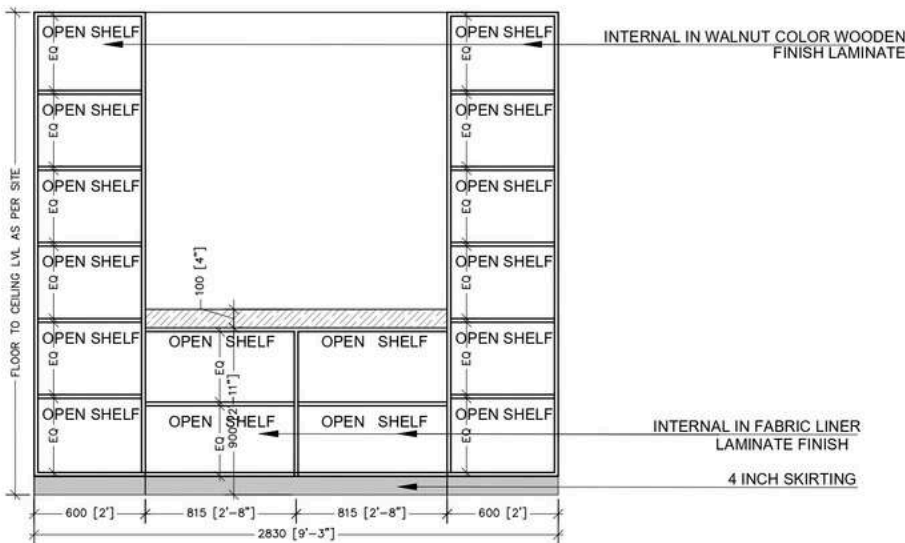 OPEN SHELF
OPEN SHELF
INTERNAL IN WALNUT COLOR WOODEN
FINISH LAMINATE
EQ
EQ
OPEN SHELF
OPEN SHELF
EQ
EQ
OPEN SHELF
OPEN SHELF
EQ
EQ
FLOOR TO CEILING LVL AS PER SITE
OPEN SHELF
OPEN SHELF
EQ
EQ
100 [4"]
OPEN SHELF
OPEN SHELF
OPEN SHELF
OPEN SHELF
EQ
EQ
EQ
OPEN SHELF
OPEN SHELF
OPEN SHELF
OPEN SHELF
EQ
EQ
900 [2'-11"]
EQ
INTERNAL IN FABRIC LINER
LAMINATE FINISH
4 INCH SKIRTING
600 [2']
815 [2'-8"]
815 [2'-8"]
600 [2']
2830 [9'-3"]